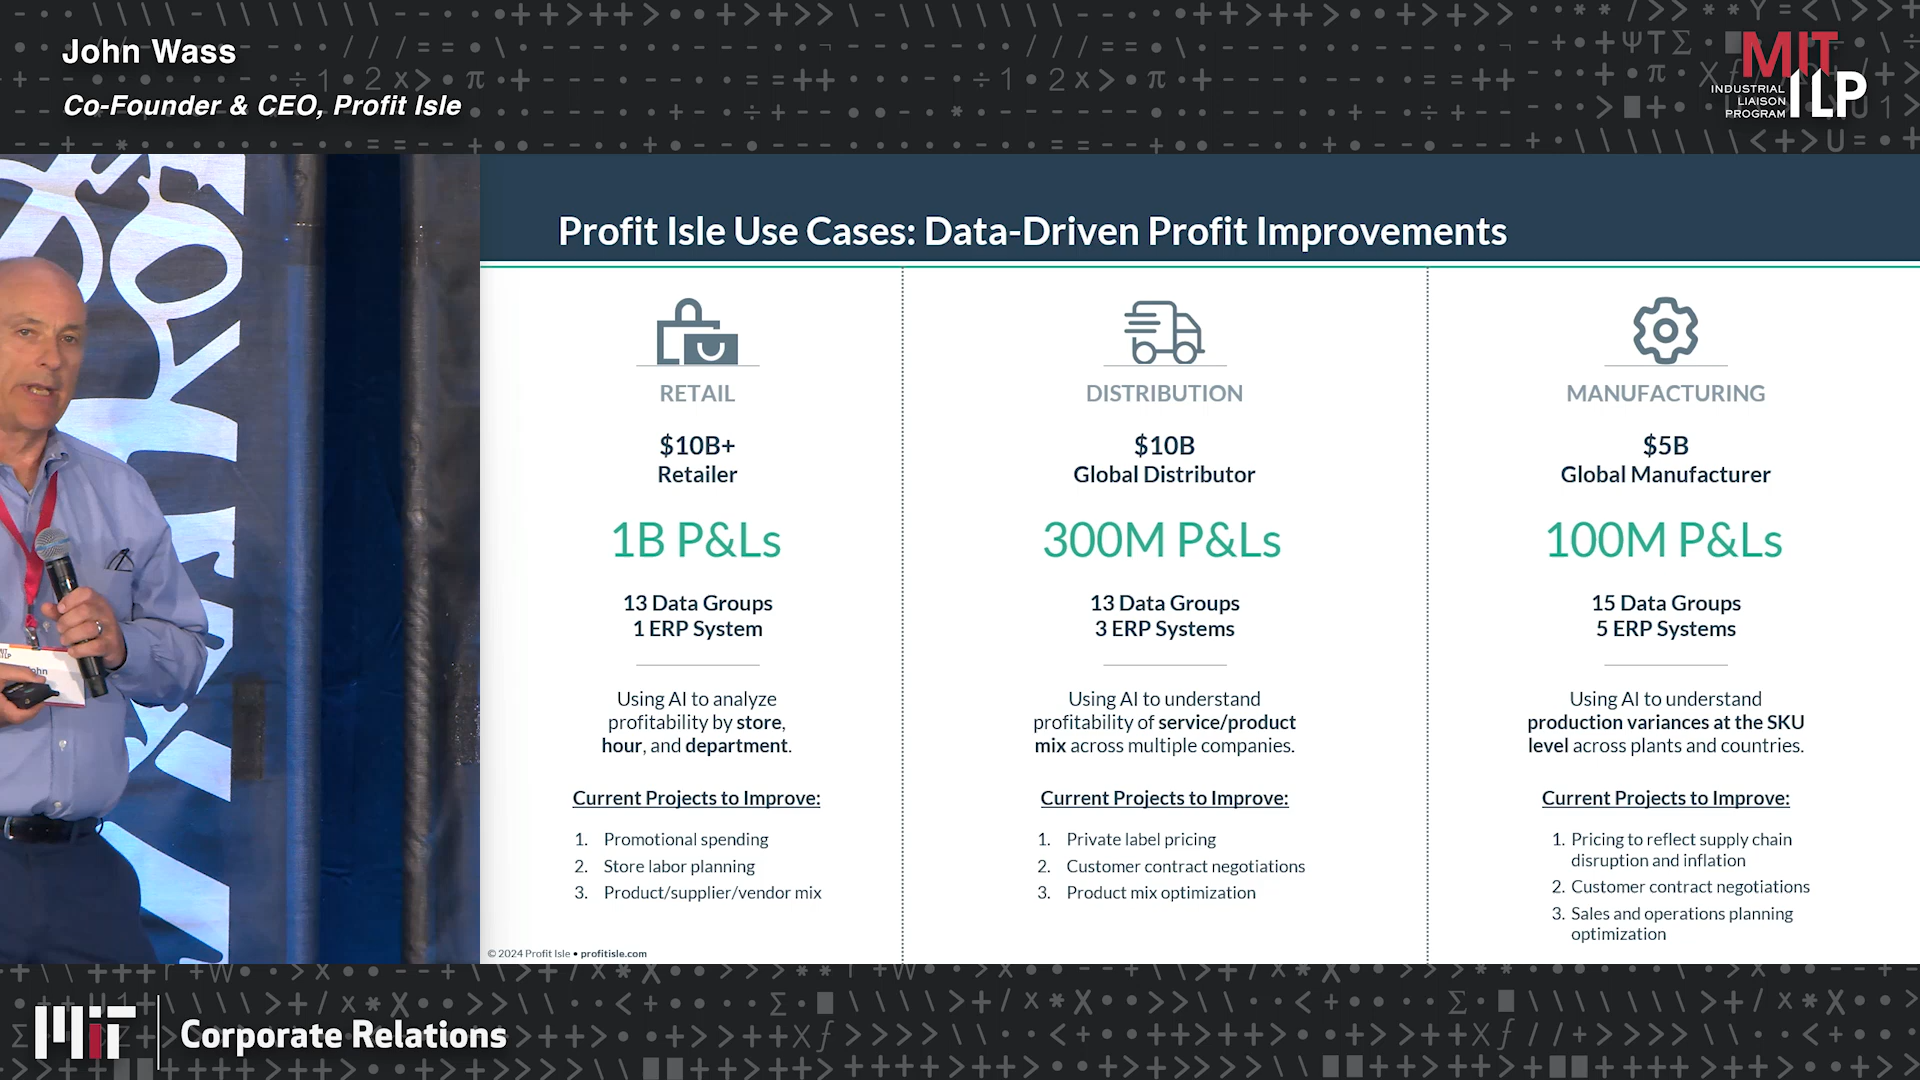 John Wass
Co-Founder & CEO, Profit Isle
MIT
ILP
INDUSTRIAL
LIAISON
PROGRAM
Profit Isle Use Cases: Data-Driven Profit Improvements
RETAIL
$10B+
Retailer
1B P&Ls
13 Data Groups
1 ERP System
Using AI to analyze
profitability by store,
hour, and department.
Current Projects to Improve:
1. Promotional spending
2. Store labor planning
3. Product/supplier/vendor mix
DISTRIBUTION
$10B
Global Distributor
300M P&Ls
13 Data Groups
3 ERP Systems
Using AI to understand
profitability of service/product
mix across multiple companies.
Current Projects to Improve:
1. Private label pricing
2. Customer contract negotiations
3. Product mix optimization
MANUFACTURING
$5B
Global Manufacturer
100M P&Ls
15 Data Groups
5 ERP Systems
Using AI to understand
production variances at the SKU
level across plants and countries.
Current Projects to Improve:
1. Pricing to reflect supply chain
disruption and inflation
2. Customer contract negotiations
3. Sales and operations planning
optimization
© 2024 Profit Isle • profitisle.com
MIT
Corporate Relations